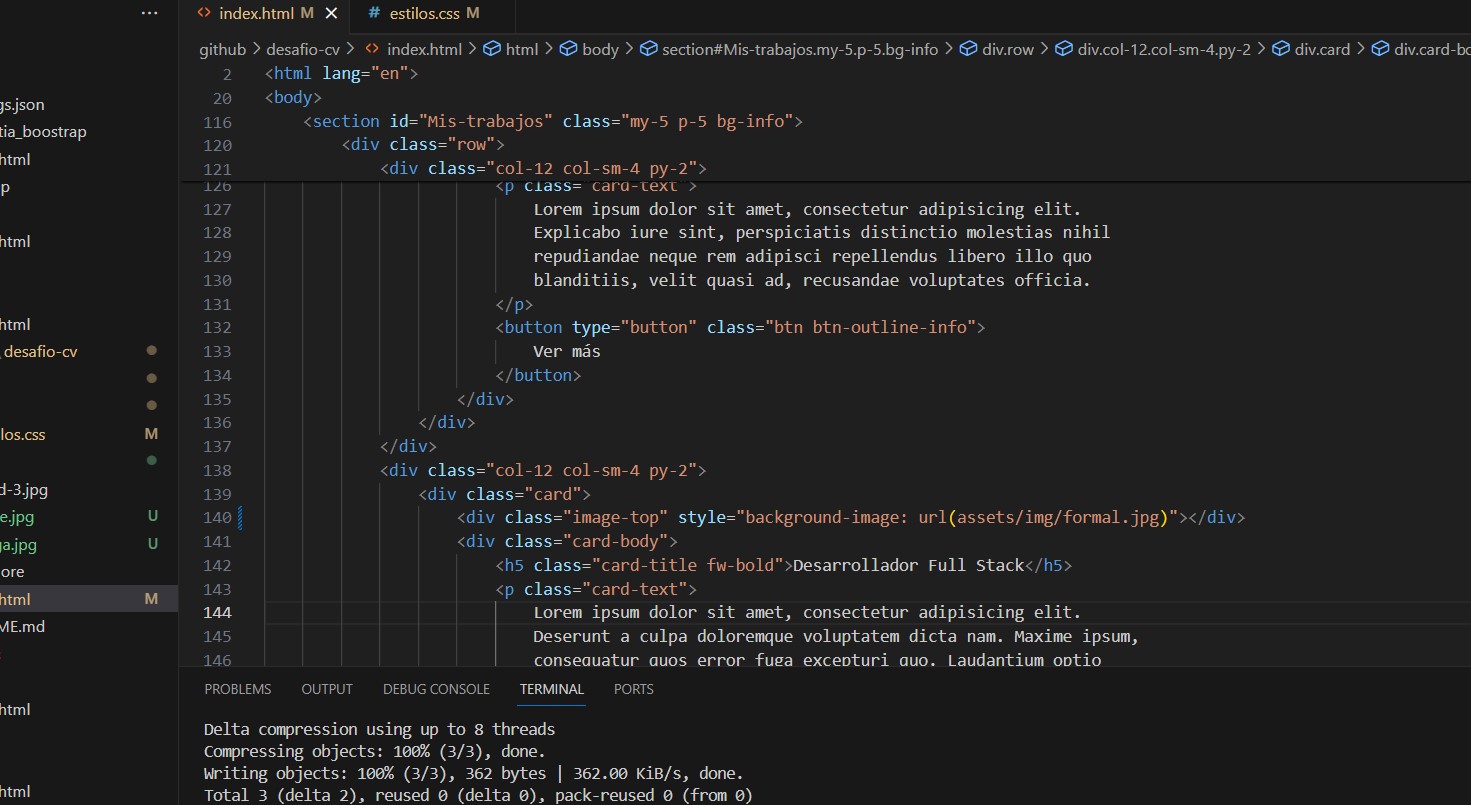 index.html M
estilos.css M
github > desafio-cv > index.html > html > body > section#Mis-trabajos.my-5.p-5.bg-info > div.row > div.col-12.col-sm-4.py-2 > div.card > div.card-bo
gs.json
tia_boostrap
html
p
html
html
desafio-cv
los.css M
d-3.jpg
e.jpg U
ga.jpg U
ore
html M
ME.md
html
html
2 <html lang="en">
20 <body>
116 <section id="Mis-trabajos" class="my-5 p-5 bg-info">
120 <div class="row">
121 <div class="col-12 col-sm-4 py-2">
126 <p class="card-text">
127 Lorem ipsum dolor sit amet, consectetur adipisicing elit.
128 Explicabo iure sint, perspiciatis distinctio molestias nihil
129 repudiandae neque rem adipisci repellendus libero illo quo
130 blanditiis, velit quasi ad, recusandae voluptates officia.
131 </p>
132 <button type="button" class="btn btn-outline-info">
133 Ver más
134 </button>
135 </div>
136 </div>
137 </div>
138 <div class="col-12 col-sm-4 py-2">
139 <div class="card">
140 <div class="image-top" style="background-image: url(assets/img/formal.jpg)"></div>
141 <div class="card-body">
142 <h5 class="card-title fw-bold">Desarrollador Full Stack</h5>
143 <p class="card-text">
144 Lorem ipsum dolor sit amet, consectetur adipisicing elit.
145 Deserunt a culpa doloremque voluptatem dicta nam. Maxime ipsum,
146 consequatur quos error fuga excepturi quo. Laudantium optio
PROBLEMS OUTPUT DEBUG CONSOLE TERMINAL PORTS
Delta compression using up to 8 threads
Compressing objects: 100% (3/3), done.
Writing objects: 100% (3/3), 362 bytes | 362.00 KiB/s, done.
Total 3 (delta 2), reused 0 (delta 0), pack-reused 0 (from 0)